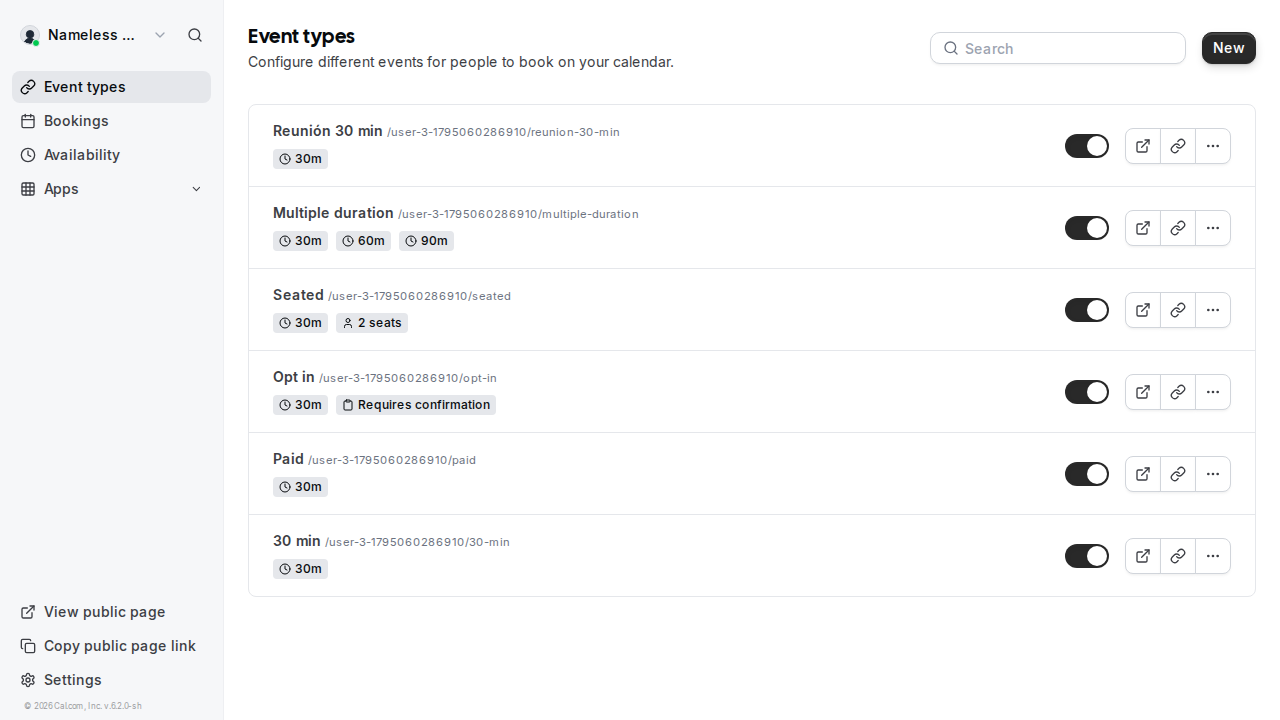 Nameless ...
Event types
Bookings
Availability
Apps
View public page
Copy public page link
Settings
© 2026 Cal.com, Inc. v.6.2.0-sh
Event types
Configure different events for people to book on your calendar.
Search
New
Reunión 30 min /user-3-1795060286910/reunion-30-min
30m
Multiple duration /user-3-1795060286910/multiple-duration
30m 60m 90m
Seated /user-3-1795060286910/seated
30m 2 seats
Opt in /user-3-1795060286910/opt-in
30m Requires confirmation
Paid /user-3-1795060286910/paid
30m
30 min /user-3-1795060286910/30-min
30m